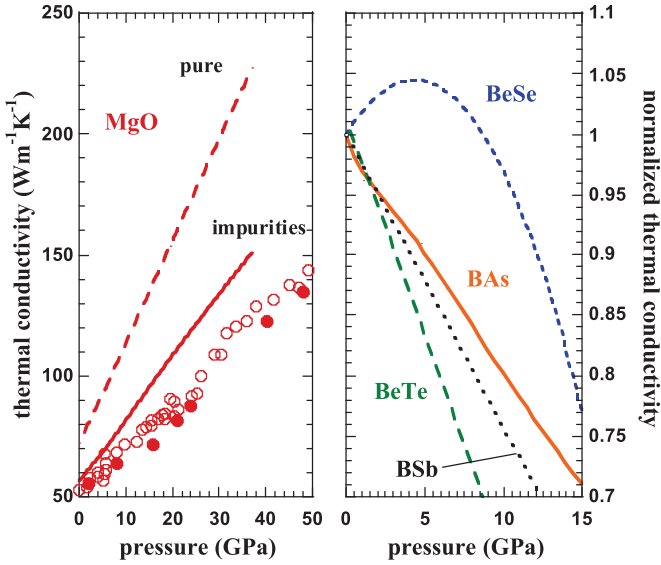 250
200
150
100
50
thermal conductivity (Wm⁻¹K⁻¹)
pure
MgO
impurities
0 10 20 30 40 50
pressure (GPa)
BeSe
BAs
BeTe
BSb
0 5 10 15
pressure (GPa)
1.1
1.05
1
0.95
0.9
0.85
0.8
0.75
0.7
normalized thermal conductivity